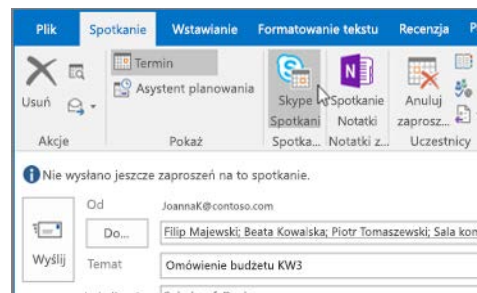 Plik Spotkanie Wstawianie Formatowanie tekstu Recenzja
Termin
Asystent planowania
Usuń
Skype Spotkanie Anuluj
Spotkani Notatki zaprosz...
Akcje Pokaż Spotka... Notatki z... Uczestnicy
Nie wysłano jeszcze zaproszeń na to spotkanie.
Od JoannaK@contoso.com
Do... Filip Majewski; Beata Kowalska; Piotr Tomaszewski; Sala kon
Wyślij
Temat Omówienie budżetu KW3